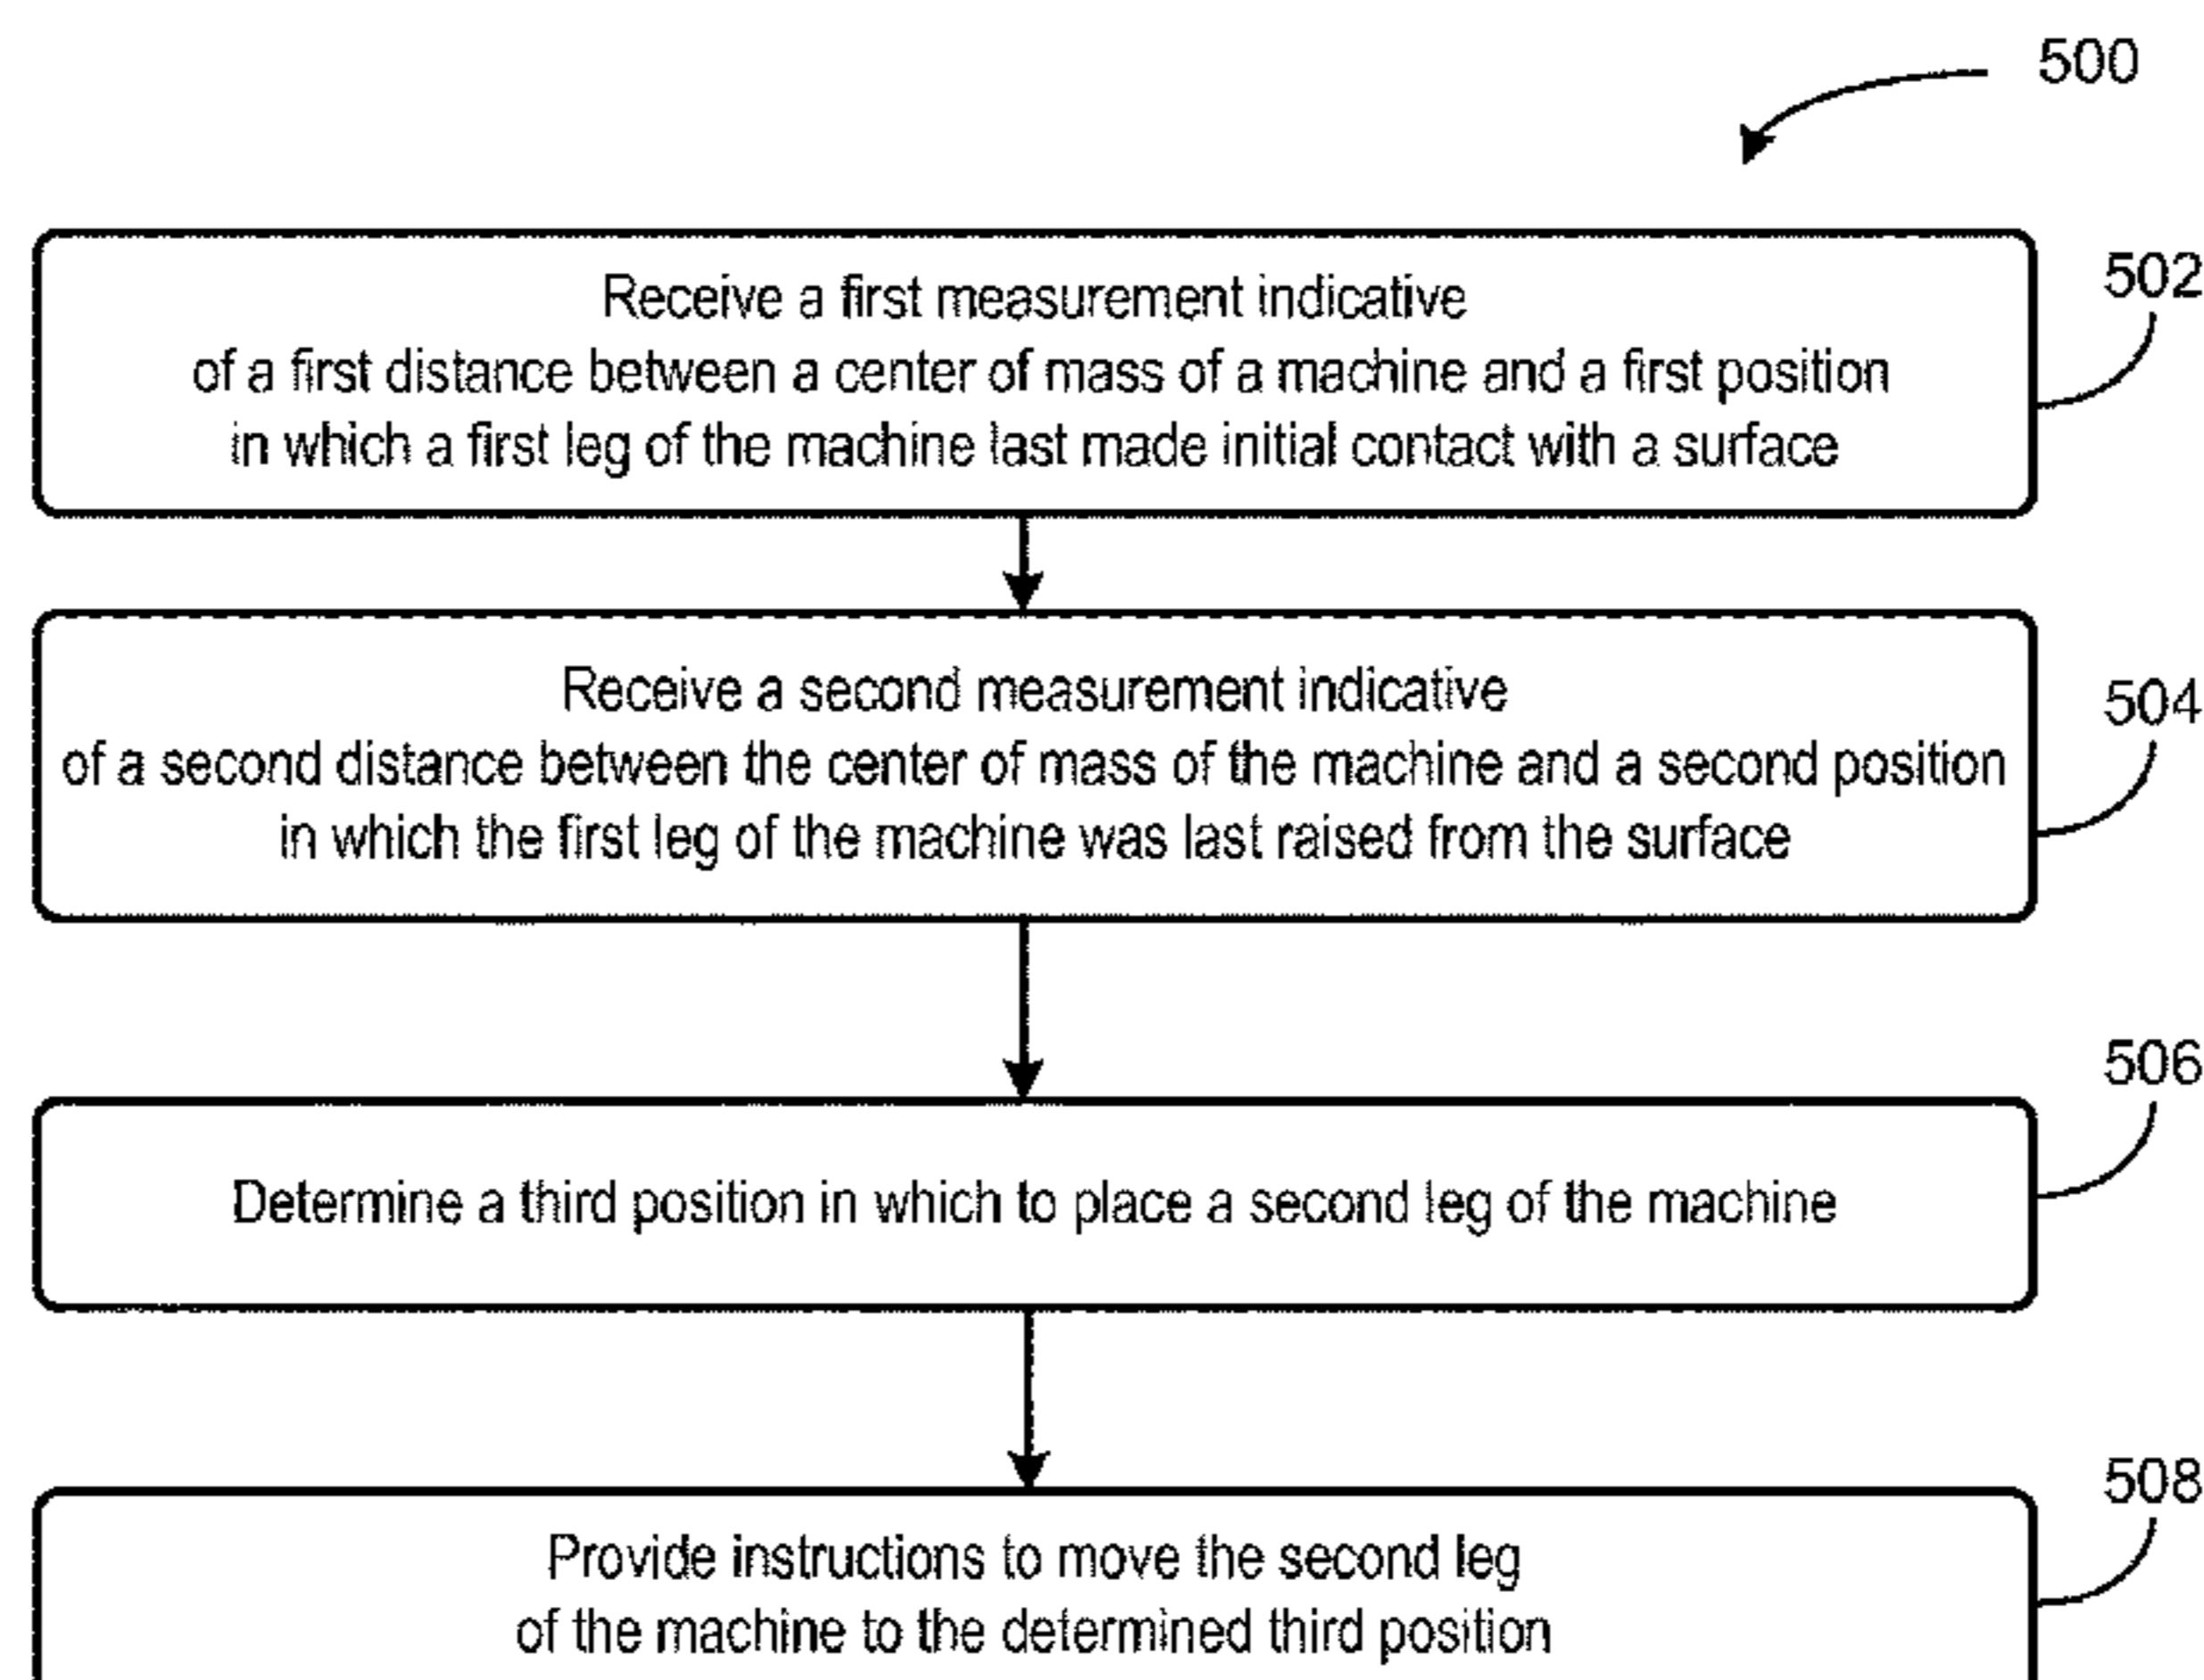 500
Receive a first measurement indicative
of a first distance between a center of mass of a machine and a first position
in which a first leg of the machine last made initial contact with a surface
502
Receive a second measurement indicative
of a second distance between the center of mass of the machine and a second position
in which the first leg of the machine was last raised from the surface
504
Determine a third position in which to place a second leg of the machine
506
Provide instructions to move the second leg
of the machine to the determined third position
508